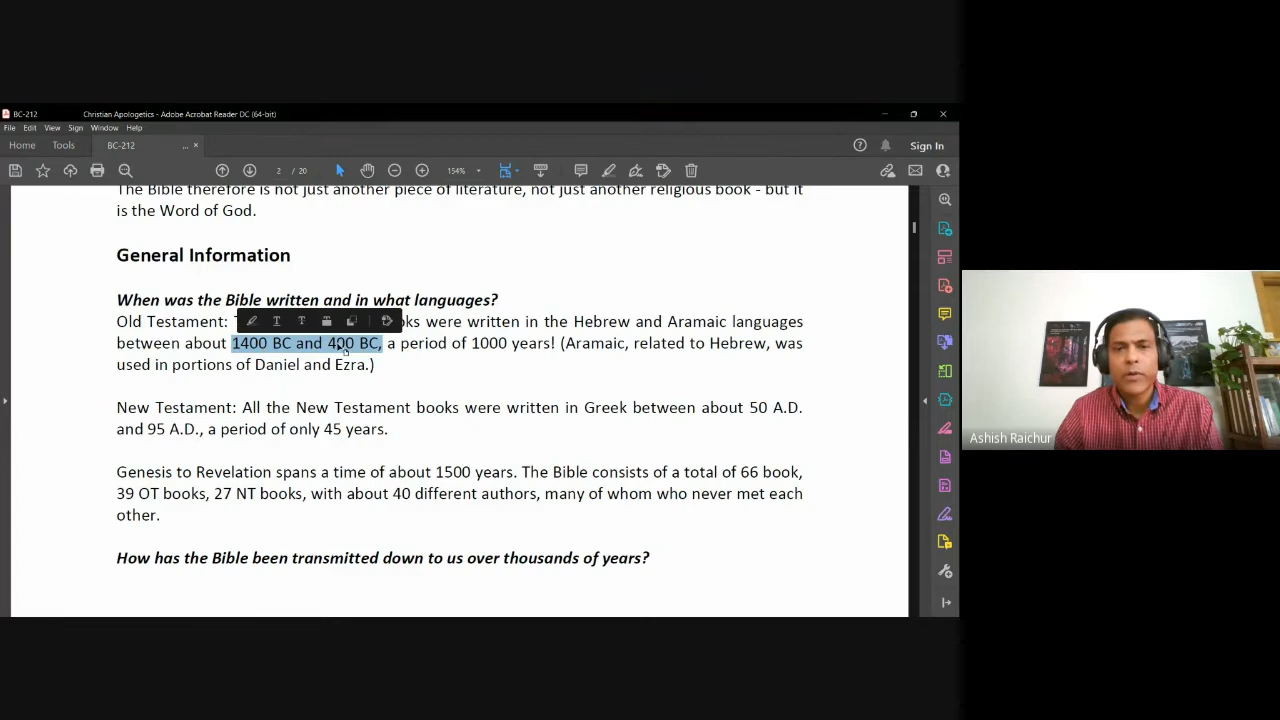 BC-212
Christian Apologetics - Adobe Acrobat Reader DC (64-bit)
File Edit View Sign Window Help
Home Tools BC-212 ... × Sign In
2 / 20 154%
The Bible therefore is not just another piece of literature, not just another religious book - but it
is the Word of God.
General Information
When was the Bible written and in what languages?
Old Testament: ks were written in the Hebrew and Aramaic languages
between about 1400 BC and 400 BC, a period of 1000 years! (Aramaic, related to Hebrew, was
used in portions of Daniel and Ezra.)
New Testament: All the New Testament books were written in Greek between about 50 A.D.
and 95 A.D., a period of only 45 years.
Genesis to Revelation spans a time of about 1500 years. The Bible consists of a total of 66 book,
39 OT books, 27 NT books, with about 40 different authors, many of whom who never met each
other.
How has the Bible been transmitted down to us over thousands of years?
Ashish Raichur